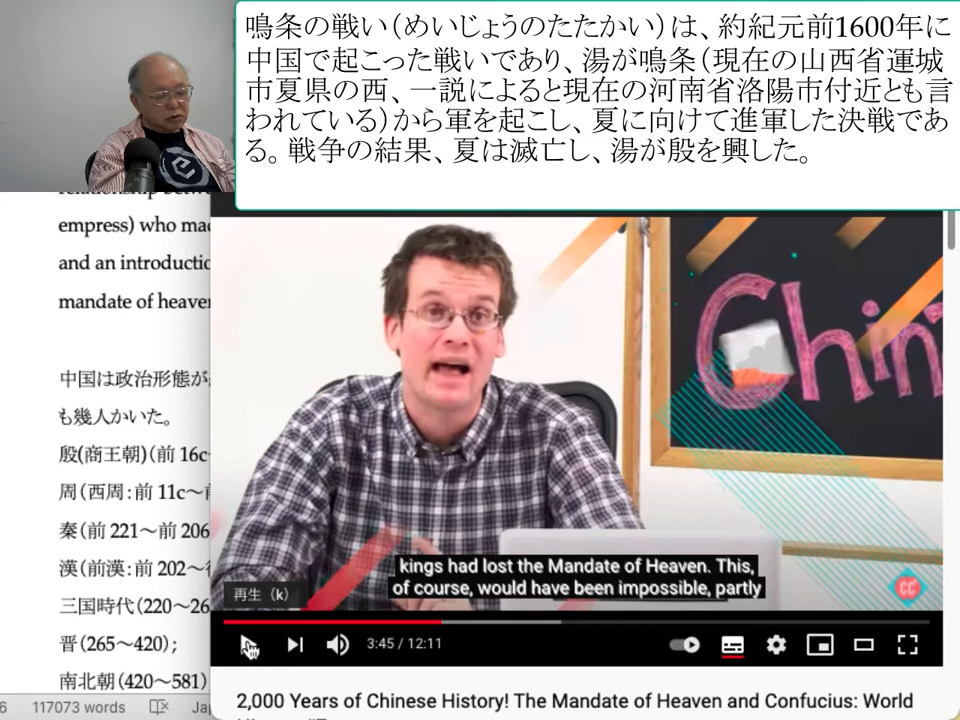 鳴条の戦い（めいじょうのたたかい）は、約紀元前1600年に
中国で起こった戦いであり、湯が鳴条（現在の山西省運城
市夏県の西、一説によると現在の河南省洛陽市付近とも言
われている）から軍を起こし、夏に向けて進軍した決戦であ
る。戦争の結果、夏は滅亡し、湯が殷を興した。
empress) who
and an
mandate of
中国は政治形態が
も幾人かいた。
殷(商王朝)(前 16c
周(西周:前 11c～
秦(前 221～前 206
漢(前漢:前 202～
三国時代(220～26
晋(265～420);
南北朝(420～581)
6 117073 words
Chin
kings had lost the Mandate of Heaven. This,
of course, would have been impossible, partly
CC
再生（k）
3:45 / 12:11
2,000 Years of Chinese History! The Mandate of Heaven and Confucius: World